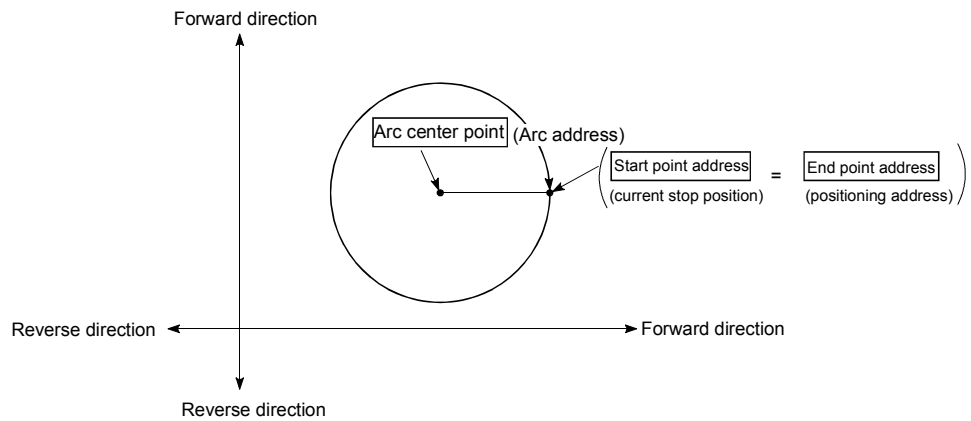 Forward direction
Arc center point (Arc address)
Start point address = End point address
(current stop position) (positioning address)
Reverse direction Forward direction
Reverse direction